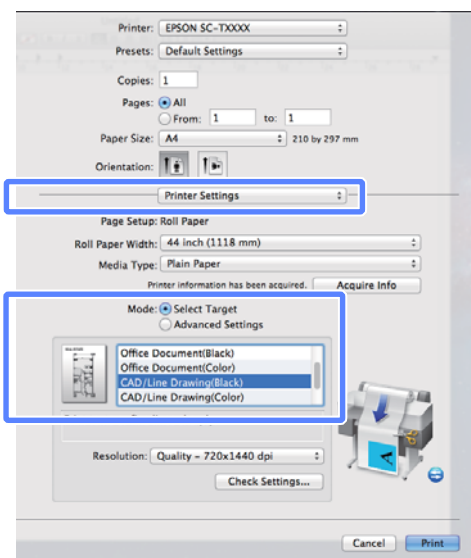 Printer: EPSON SC-TXXXX
Presets: Default Settings
Copies: 1
Pages: All
From: 1 to: 1
Paper Size: A4 210 by 297 mm
Orientation:
Printer Settings
Page Setup: Roll Paper
Roll Paper Width: 44 inch (1118 mm)
Media Type: Plain Paper
Printer information has been acquired. Acquire Info
Mode: Select Target
Advanced Settings
Office Document(Black)
Office Document(Color)
CAD/Line Drawing(Black)
CAD/Line Drawing(Color)
Resolution: Quality - 720x1440 dpi
Check Settings...
Cancel Print